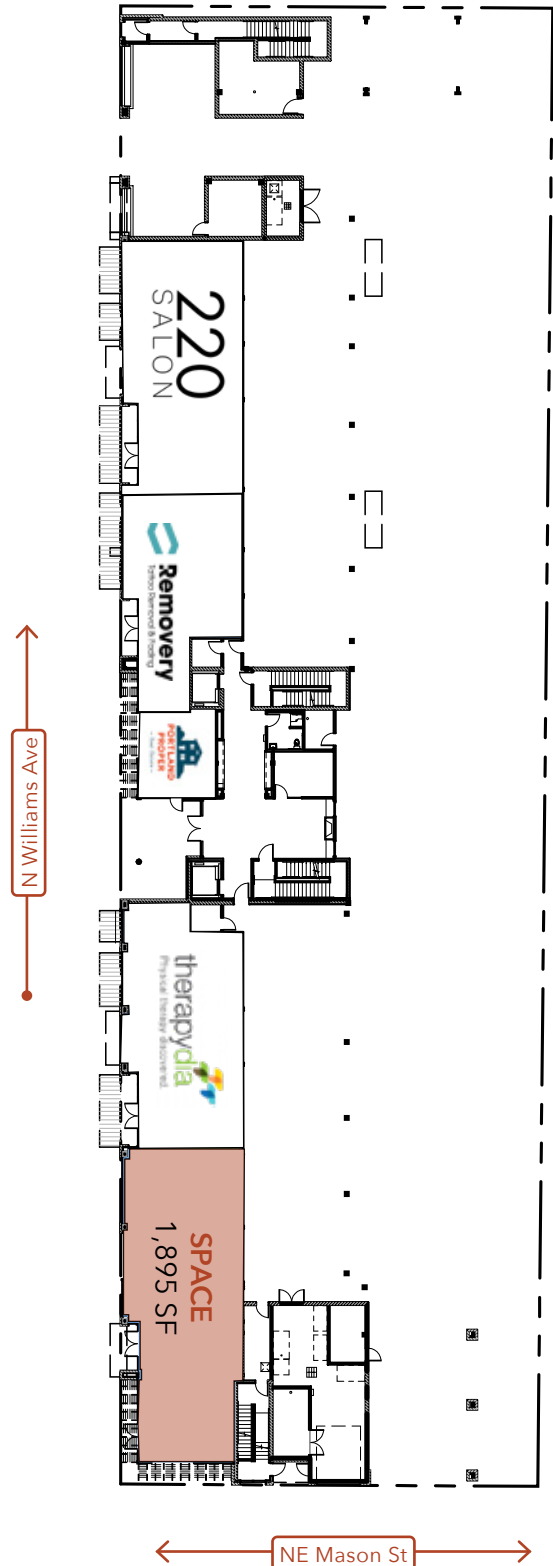 220
SALON
Removery
Tattoo Removal & Fading
PORTLAND
PROPER
N Williams Ave
therapydia
Physical therapy discovered.
SPACE
1,895 SF
NE Mason St